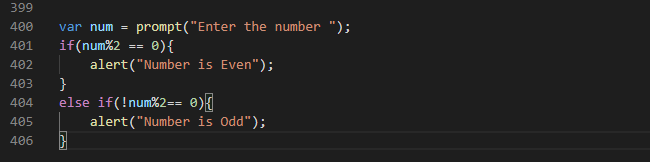 399
400 var num = prompt("Enter the number ");
401 if(num%2 == 0){
402     alert("Number is Even");
403 }
404 else if(!num%2== 0){
405     alert("Number is Odd");
406 }